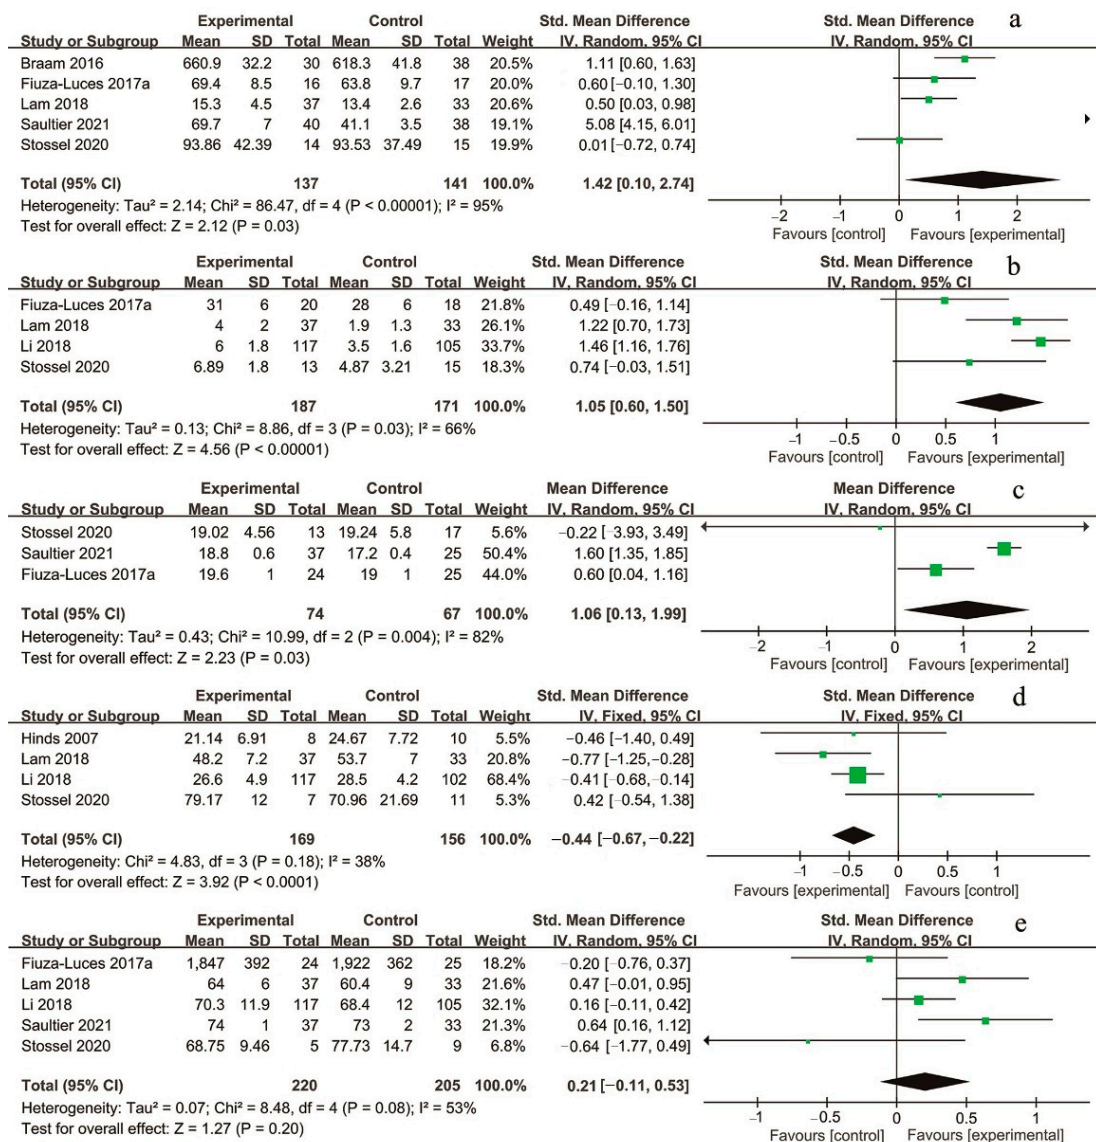 Experimental Control Std. Mean Difference Std. Mean Difference a
Study or Subgroup Mean SD Total Mean SD Total Weight IV, Random, 95% CI IV, Random, 95% CI
Braam 2016 660.9 32.2 30 618.3 41.8 38 20.5% 1.11 [0.60, 1.63]
Fiuza-Luces 2017a 69.4 8.5 16 63.8 9.7 17 20.0% 0.60 [−0.10, 1.30]
Lam 2018 15.3 4.5 37 13.4 2.6 33 20.6% 0.50 [0.03, 0.98]
Saultier 2021 69.7 7 40 41.1 3.5 38 19.1% 5.08 [4.15, 6.01]
Stossel 2020 93.86 42.39 14 93.53 37.49 15 19.9% 0.01 [−0.72, 0.74]
Total (95% CI) 137 141 100.0% 1.42 [0.10, 2.74]
Heterogeneity: Tau² = 2.14; Chi² = 86.47, df = 4 (P < 0.00001); I² = 95%
Test for overall effect: Z = 2.12 (P = 0.03)
−2 −1 0 1 2
Favours [control] Favours [experimental]
Experimental Control Std. Mean Difference Std. Mean Difference b
Study or Subgroup Mean SD Total Mean SD Total Weight IV, Random, 95% CI IV, Random, 95% CI
Fiuza-Luces 2017a 31 6 20 28 6 18 21.8% 0.49 [−0.16, 1.14]
Lam 2018 4 2 37 1.9 1.3 33 26.1% 1.22 [0.70, 1.73]
Li 2018 6 1.8 117 3.5 1.6 105 33.7% 1.46 [1.16, 1.76]
Stossel 2020 6.89 1.8 13 4.87 3.21 15 18.3% 0.74 [−0.03, 1.51]
Total (95% CI) 187 171 100.0% 1.05 [0.60, 1.50]
Heterogeneity: Tau² = 0.13; Chi² = 8.86, df = 3 (P = 0.03); I² = 66%
Test for overall effect: Z = 4.56 (P < 0.00001)
−1 −0.5 0 0.5 1
Favours [control] Favours [experimental]
Experimental Control Mean Difference Mean Difference c
Study or Subgroup Mean SD Total Mean SD Total Weight IV, Random, 95% CI IV, Random, 95% CI
Stossel 2020 19.02 4.56 13 19.24 5.8 17 5.6% −0.22 [−3.93, 3.49]
Saultier 2021 18.8 0.6 37 17.2 0.4 25 50.4% 1.60 [1.35, 1.85]
Fiuza-Luces 2017a 19.6 1 24 19 1 25 44.0% 0.60 [0.04, 1.16]
Total (95% CI) 74 67 100.0% 1.06 [0.13, 1.99]
Heterogeneity: Tau² = 0.43; Chi² = 10.99, df = 2 (P = 0.004); I² = 82%
Test for overall effect: Z = 2.23 (P = 0.03)
−2 −1 0 1 2
Favours [control] Favours [experimental]
Experimental Control Std. Mean Difference Std. Mean Difference d
Study or Subgroup Mean SD Total Mean SD Total Weight IV, Fixed, 95% CI IV, Fixed, 95% CI
Hinds 2007 21.14 6.91 8 24.67 7.72 10 5.5% −0.46 [−1.40, 0.49]
Lam 2018 48.2 7.2 37 53.7 7 33 20.8% −0.77 [−1.25,−0.28]
Li 2018 26.6 4.9 117 28.5 4.2 102 68.4% −0.41 [−0.68, −0.14]
Stossel 2020 79.17 12 7 70.96 21.69 11 5.3% 0.42 [−0.54, 1.38]
Total (95% CI) 169 156 100.0% −0.44 [−0.67, −0.22]
Heterogeneity: Chi² = 4.83, df = 3 (P = 0.18); I² = 38%
Test for overall effect: Z = 3.92 (P < 0.0001)
−1 −0.5 0 0.5 1
Favours [experimental] Favours [control]
Experimental Control Std. Mean Difference Std. Mean Difference e
Study or Subgroup Mean SD Total Mean SD Total Weight IV, Random, 95% CI IV, Random, 95% CI
Fiuza-Luces 2017a 1,847 392 24 1,922 362 25 18.2% −0.20 [−0.76, 0.37]
Lam 2018 64 6 37 60.4 9 33 21.6% 0.47 [−0.01, 0.95]
Li 2018 70.3 11.9 117 68.4 12 105 32.1% 0.16 [−0.11, 0.42]
Saultier 2021 74 1 37 73 2 33 21.3% 0.64 [0.16, 1.12]
Stossel 2020 68.75 9.46 5 77.73 14.7 9 6.8% −0.64 [−1.77, 0.49]
Total (95% CI) 220 205 100.0% 0.21 [−0.11, 0.53]
Heterogeneity: Tau² = 0.07; Chi² = 8.48, df = 4 (P = 0.08); I² = 53%
Test for overall effect: Z = 1.27 (P = 0.20)
−1 −0.5 0 0.5 1
Favours [control] Favours [experimental]